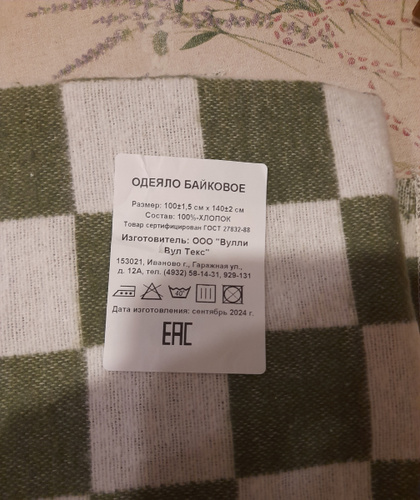 ОДЕЯЛО БАЙКОВОЕ
Размер: 100±1,5 см х 140±2 см
Состав: 100%-ХЛОПОК
Товар сертифицирован ГОСТ 27832-88
Изготовитель: ООО "Вулли
Вул Текс"
153021, Иваново г., Гаражная ул.,
д. 12А, тел. (4932) 58-14-31, 929-131
40°
Дата изготовления: сентябрь 2024 г.
ЕАС